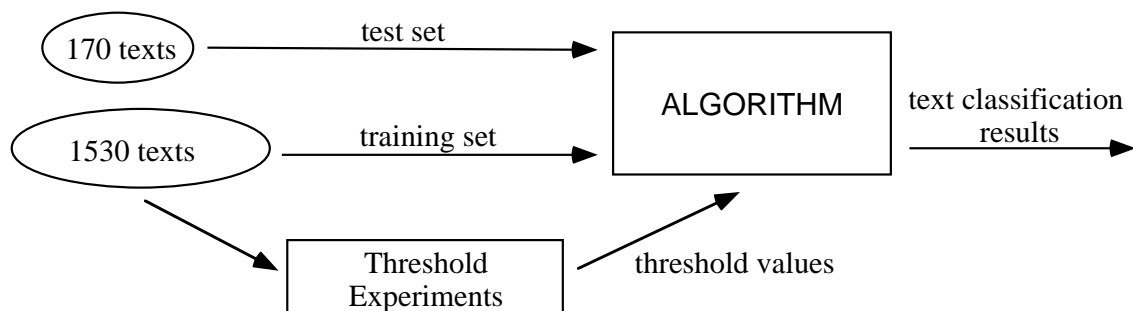 170 texts
test set
ALGORITHM
text classification
results
1530 texts
training set
Threshold
Experiments
threshold values